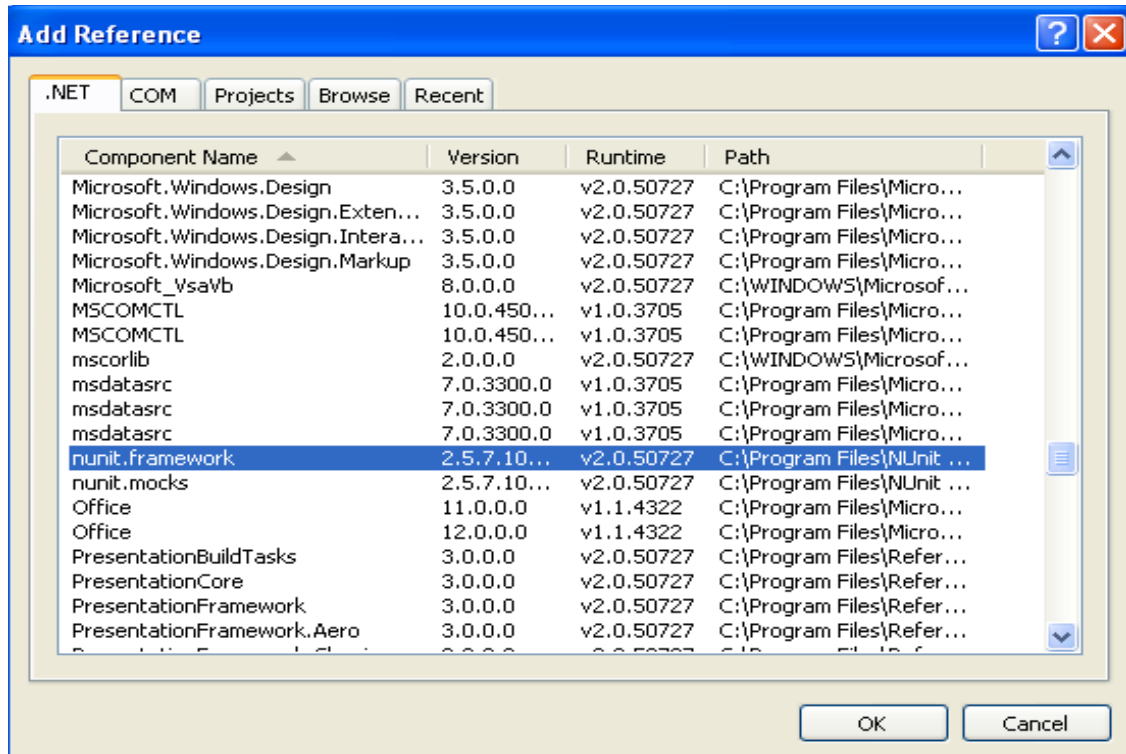 Add Reference
.NET COM Projects Browse Recent
Component Name Version Runtime Path
Microsoft.Windows.Design 3.5.0.0 v2.0.50727 C:\Program Files\Micro...
Microsoft.Windows.Design.Exten... 3.5.0.0 v2.0.50727 C:\Program Files\Micro...
Microsoft.Windows.Design.Intera... 3.5.0.0 v2.0.50727 C:\Program Files\Micro...
Microsoft.Windows.Design.Markup 3.5.0.0 v2.0.50727 C:\Program Files\Micro...
Microsoft_VsaVb 8.0.0.0 v2.0.50727 C:\WINDOWS\Microsof...
MSCOMCTL 10.0.450... v1.0.3705 C:\Program Files\Micro...
MSCOMCTL 10.0.450... v1.0.3705 C:\Program Files\Micro...
mscorlib 2.0.0.0 v2.0.50727 C:\WINDOWS\Microsof...
msdatasrc 7.0.3300.0 v1.0.3705 C:\Program Files\Micro...
msdatasrc 7.0.3300.0 v1.0.3705 C:\Program Files\Micro...
msdatasrc 7.0.3300.0 v1.0.3705 C:\Program Files\Micro...
nunit.framework 2.5.7.10... v2.0.50727 C:\Program Files\NUnit ...
nunit.mocks 2.5.7.10... v2.0.50727 C:\Program Files\NUnit ...
Office 11.0.0.0 v1.1.4322 C:\Program Files\Micro...
Office 12.0.0.0 v1.1.4322 C:\Program Files\Micro...
PresentationBuildTasks 3.0.0.0 v2.0.50727 C:\Program Files\Refer...
PresentationCore 3.0.0.0 v2.0.50727 C:\Program Files\Refer...
PresentationFramework 3.0.0.0 v2.0.50727 C:\Program Files\Refer...
PresentationFramework.Aero 3.0.0.0 v2.0.50727 C:\Program Files\Refer...
OK Cancel